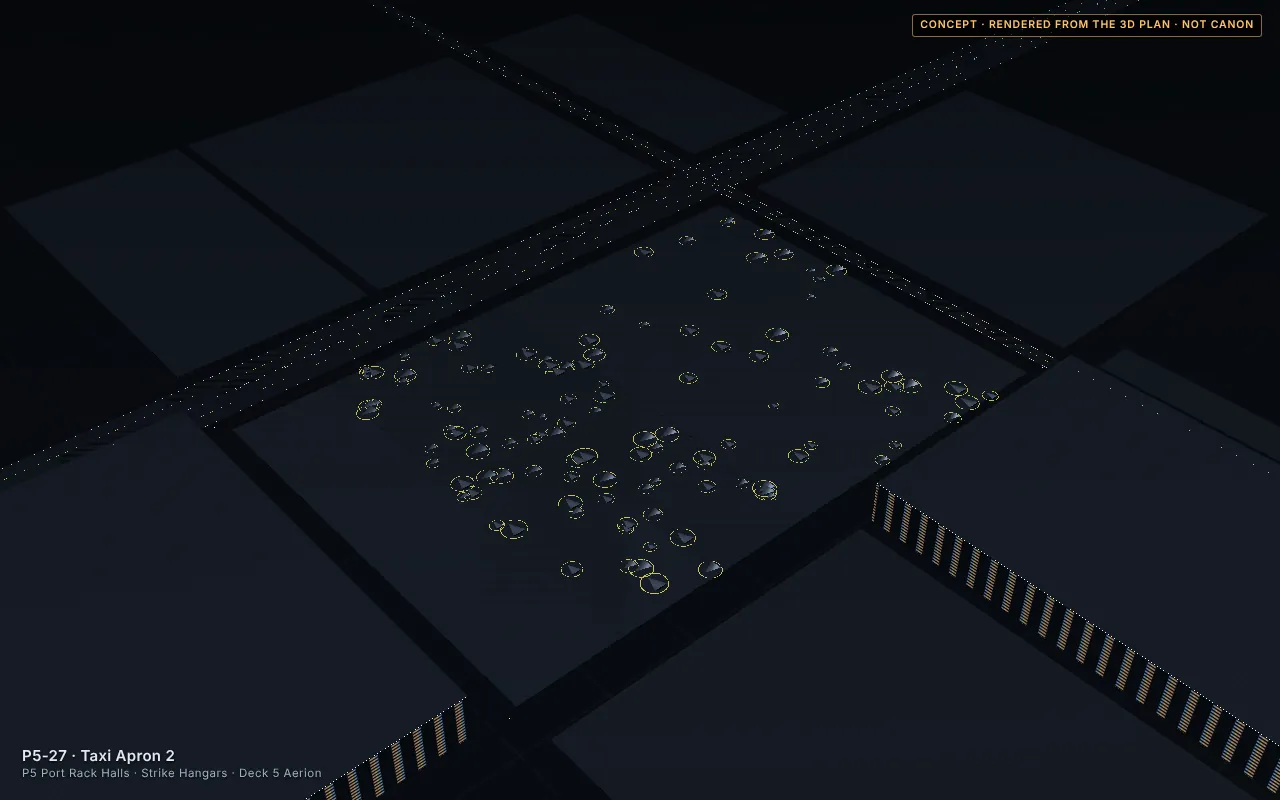 CONCEPT · RENDERED FROM THE 3D PLAN · NOT CANON
P5-27 · Taxi Apron 2
P5 Port Rack Halls · Strike Hangars · Deck 5 Aerion